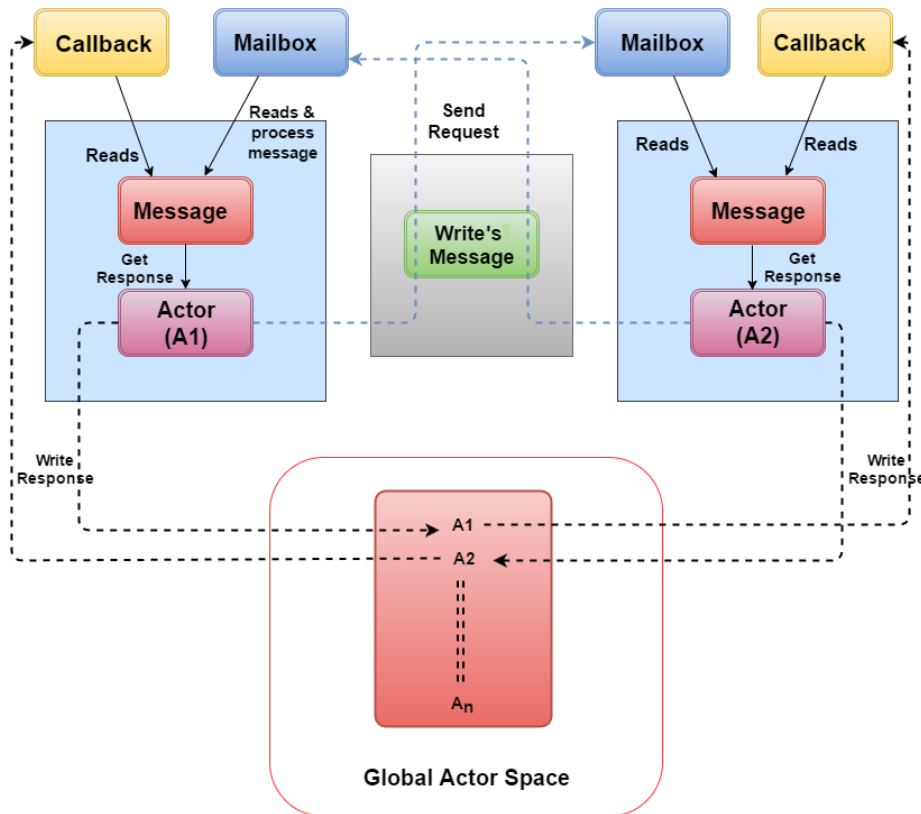 Callback
Mailbox
Mailbox
Callback
Reads &
process
message
Send
Request
Reads
Reads
Reads
Message
Write's
Message
Message
Get
Response
Get
Response
Actor
(A1)
Actor
(A2)
Write
Response
Write
Response
A1
A2
An
Global Actor Space